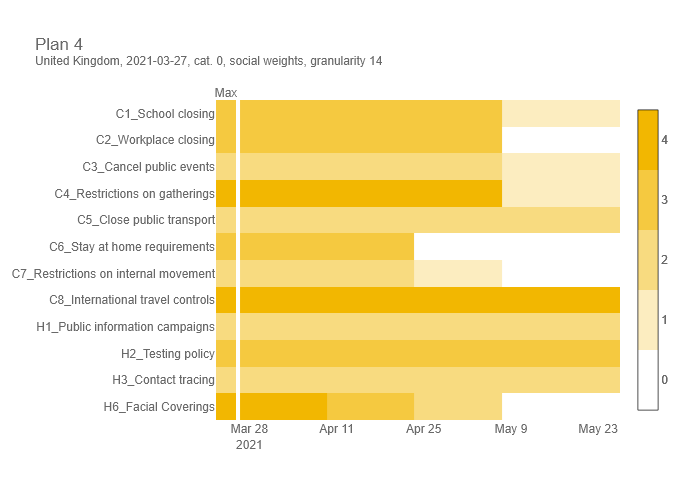 Plan 4
United Kingdom, 2021-03-27, cat. 0, social weights, granularity 14
Max
C1_School closing
C2_Workplace closing
C3_Cancel public events
C4_Restrictions on gatherings
C5_Close public transport
C6_Stay at home requirements
C7_Restrictions on internal movement
C8_International travel controls
H1_Public information campaigns
H2_Testing policy
H3_Contact tracing
H6_Facial Coverings
Mar 28 Apr 11 Apr 25 May 9 May 23
2021
4
3
2
1
0